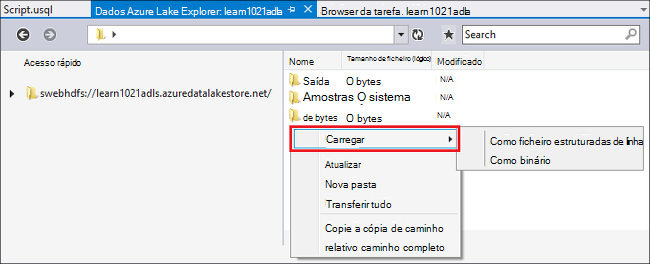 Script.usql
Dados Azure Lake Explorer: learn1021adla
Browser da tarefa. learn1021adla
Search
Acesso rápido
swebhdfs://learn1021adls.azuredatalakestore.net/
Nome
Tamanho de ficheiro (lógico)
Modificado
Saída
O bytes
N/A
Amostras O sistema
N/A
de bytes
O bytes
N/A
Carregar
Como ficheiro estruturadas de linha
Como binário
Atualizar
Nova pasta
Transferir tudo
Copie a cópia de caminho
relativo caminho completo